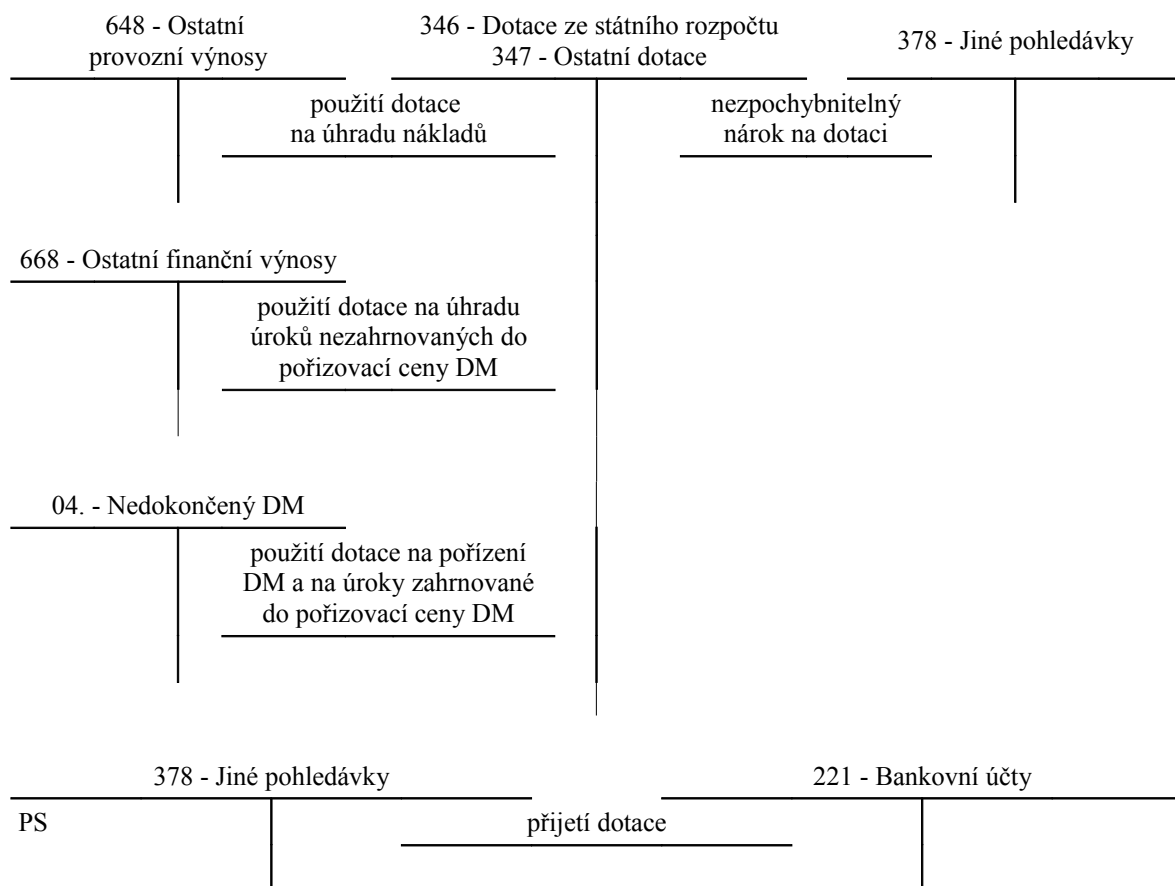 648 - Ostatní
provozní výnosy
346 - Dotace ze státního rozpočtu
347 - Ostatní dotace
378 - Jiné pohledávky
použití dotace
na úhradu nákladů
nezpochybnitelný
nárok na dotaci
668 - Ostatní finanční výnosy
použití dotace na úhradu
úroků nezahrnovaných do
pořizovací ceny DM
04. - Nedokončený DM
použití dotace na pořízení
DM a na úroky zahrnované
do pořizovací ceny DM
378 - Jiné pohledávky
221 - Bankovní účty
PS
přijetí dotace